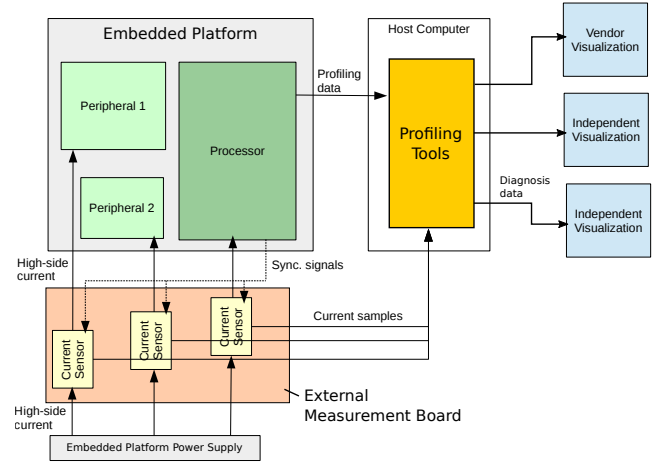 Embedded Platform
Host Computer
Vendor
Visualization
Peripheral 1
Processor
Profiling
data
Profiling
Tools
Independent
Visualization
Peripheral 2
Diagnosis
data
Independent
Visualization
High-side
current
Sync. signals
Current
Sensor
Current
Sensor
Current
Sensor
Current samples
External
Measurement Board
High-side
current
Embedded Platform Power Supply